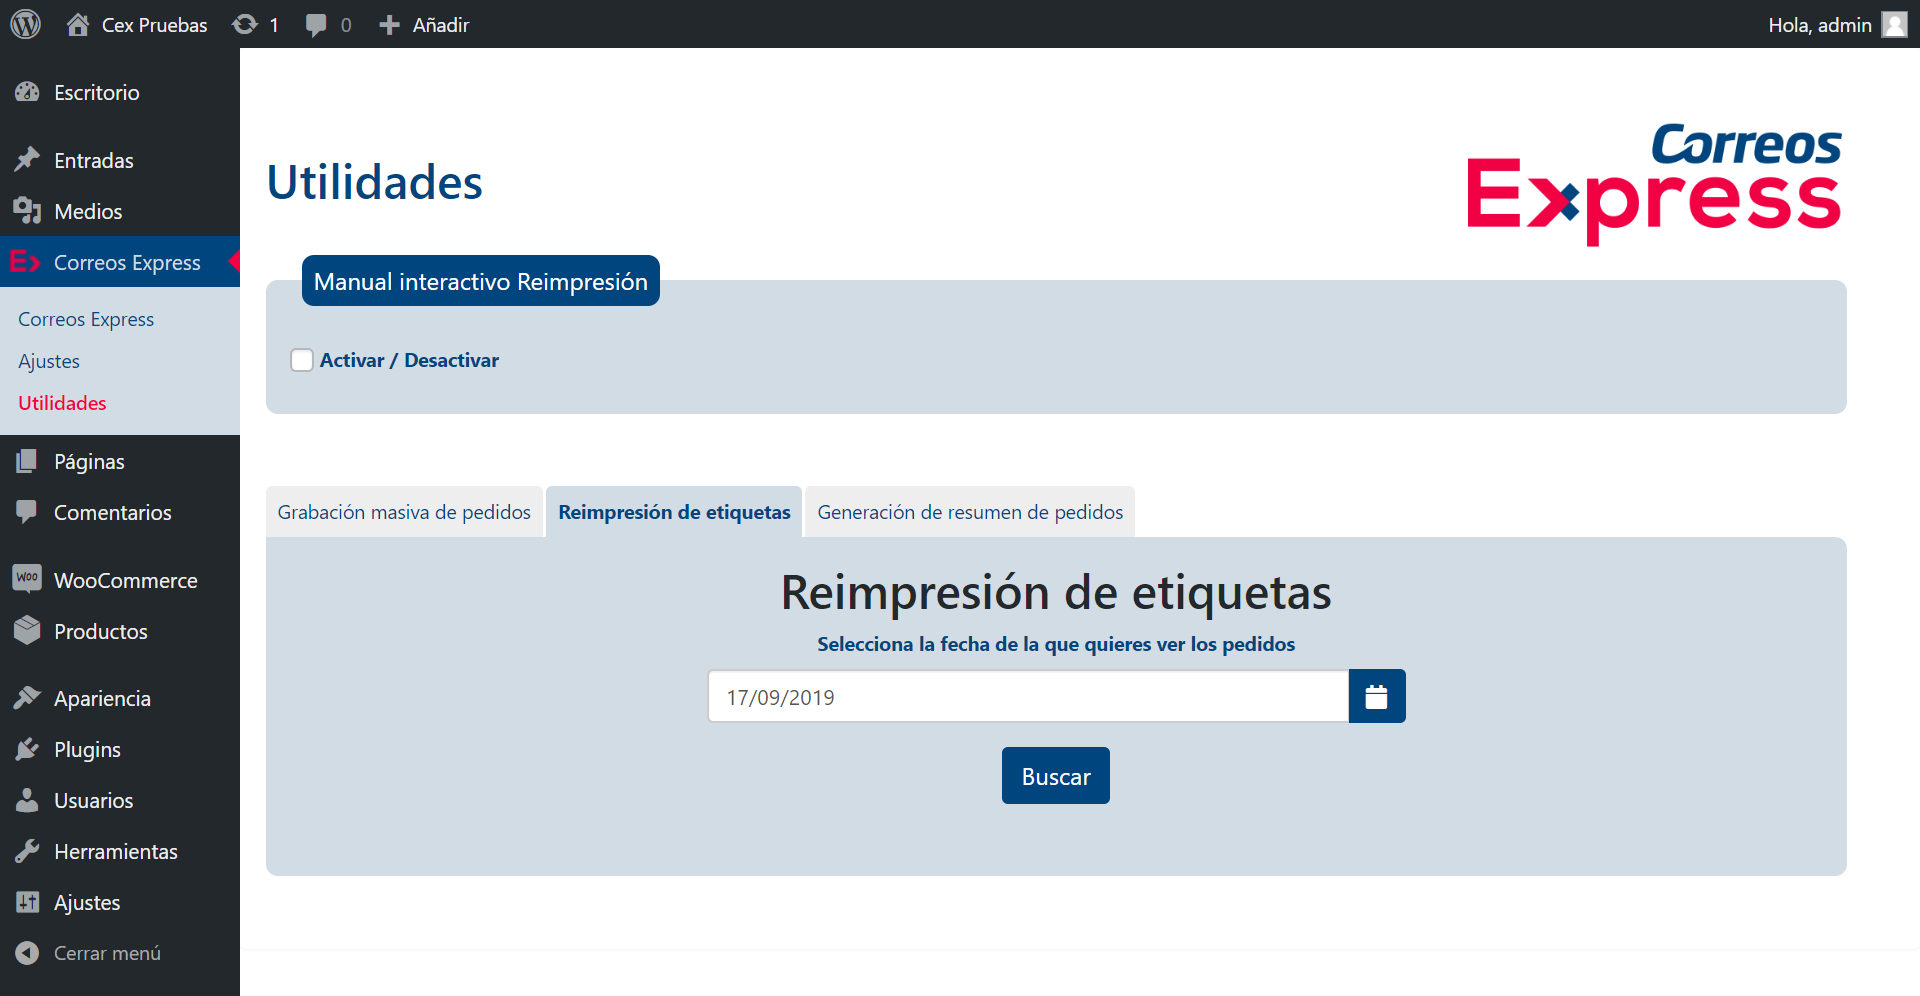 Cex Pruebas 1 0 Añadir Hola, admin
Escritorio
Entradas
Medios
Correos Express
Correos Express
Ajustes
Utilidades
Páginas
Comentarios
Woo WooCommerce
Productos
Apariencia
Plugins
Usuarios
Herramientas
Ajustes
Cerrar menú
Utilidades
Correos
Express
Manual interactivo Reimpresión
Activar / Desactivar
Grabación masiva de pedidos Reimpresión de etiquetas Generación de resumen de pedidos
Reimpresión de etiquetas
Selecciona la fecha de la que quieres ver los pedidos
17/09/2019
Buscar